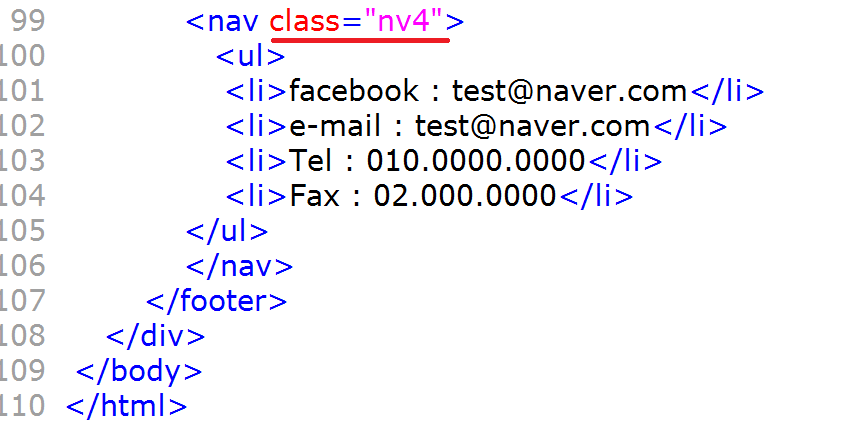 99 <nav class="nv4">
100 <ul>
101 <li>facebook : test@naver.com</li>
102 <li>e-mail : test@naver.com</li>
103 <li>Tel : 010.0000.0000</li>
104 <li>Fax : 02.000.0000</li>
105 </ul>
106 </nav>
107 </footer>
108 </div>
109 </body>
110 </html>